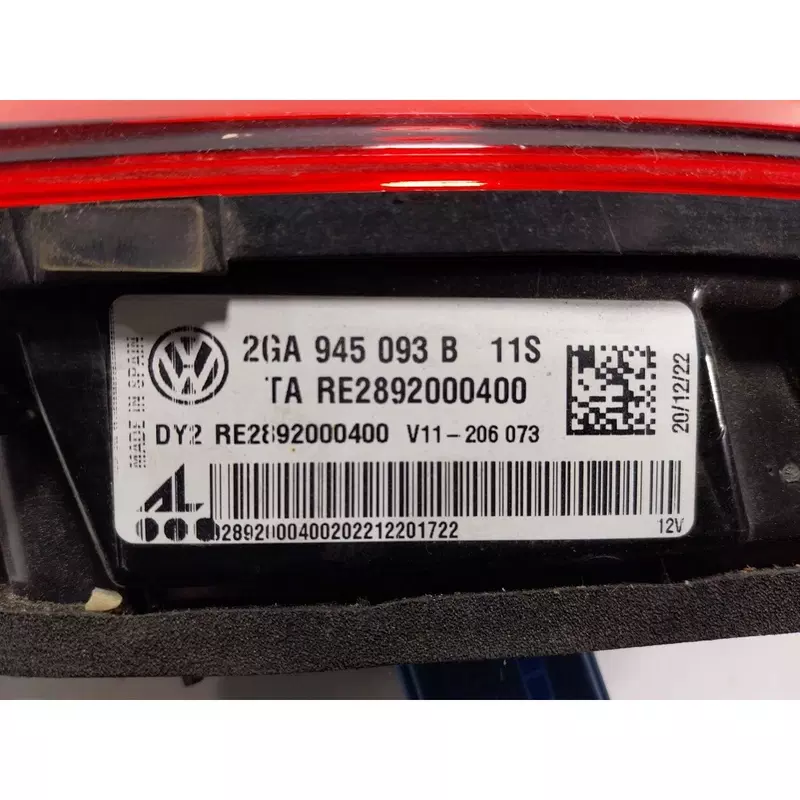 MADE IN SPAIN
2GA 945 093 B 11S
TA RE2892000400
DY2 RE2892000400 V11-206 073
20/12/22
AL
2892000400202212201722
12V